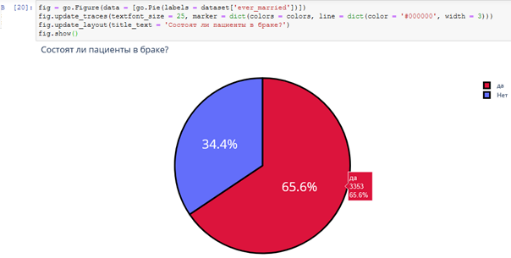 В [20]: fig = go.Figure(data = [go.Pie(labels = dataset['ever_married'])])
fig.update_traces(textfont_size = 25, marker = dict(colors = colors, line = dict(color = '#000000', width = 3)))
fig.update_layout(title_text = 'Состоят ли пациенты в браке?')
fig.show()
Состоят ли пациенты в браке?
да
Нет
34.4%
65.6%
да
3353
65.6%